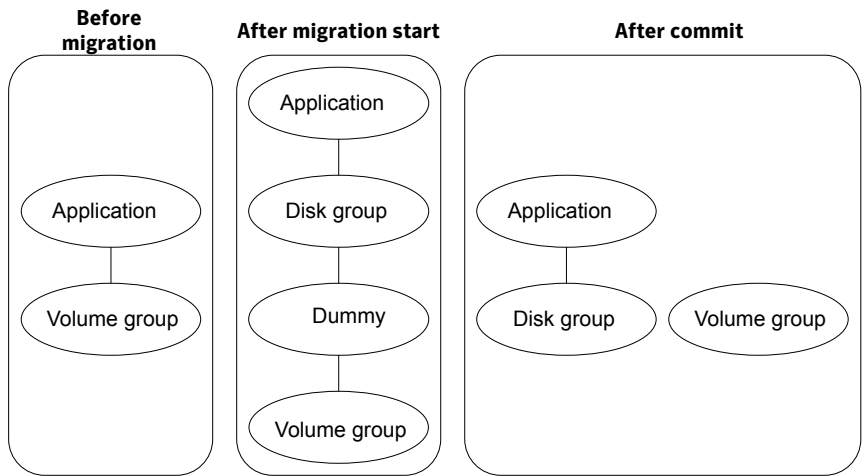 Before
migration
After migration start
After commit
Application
Volume group
Application
Disk group
Dummy
Volume group
Application
Disk group
Volume group